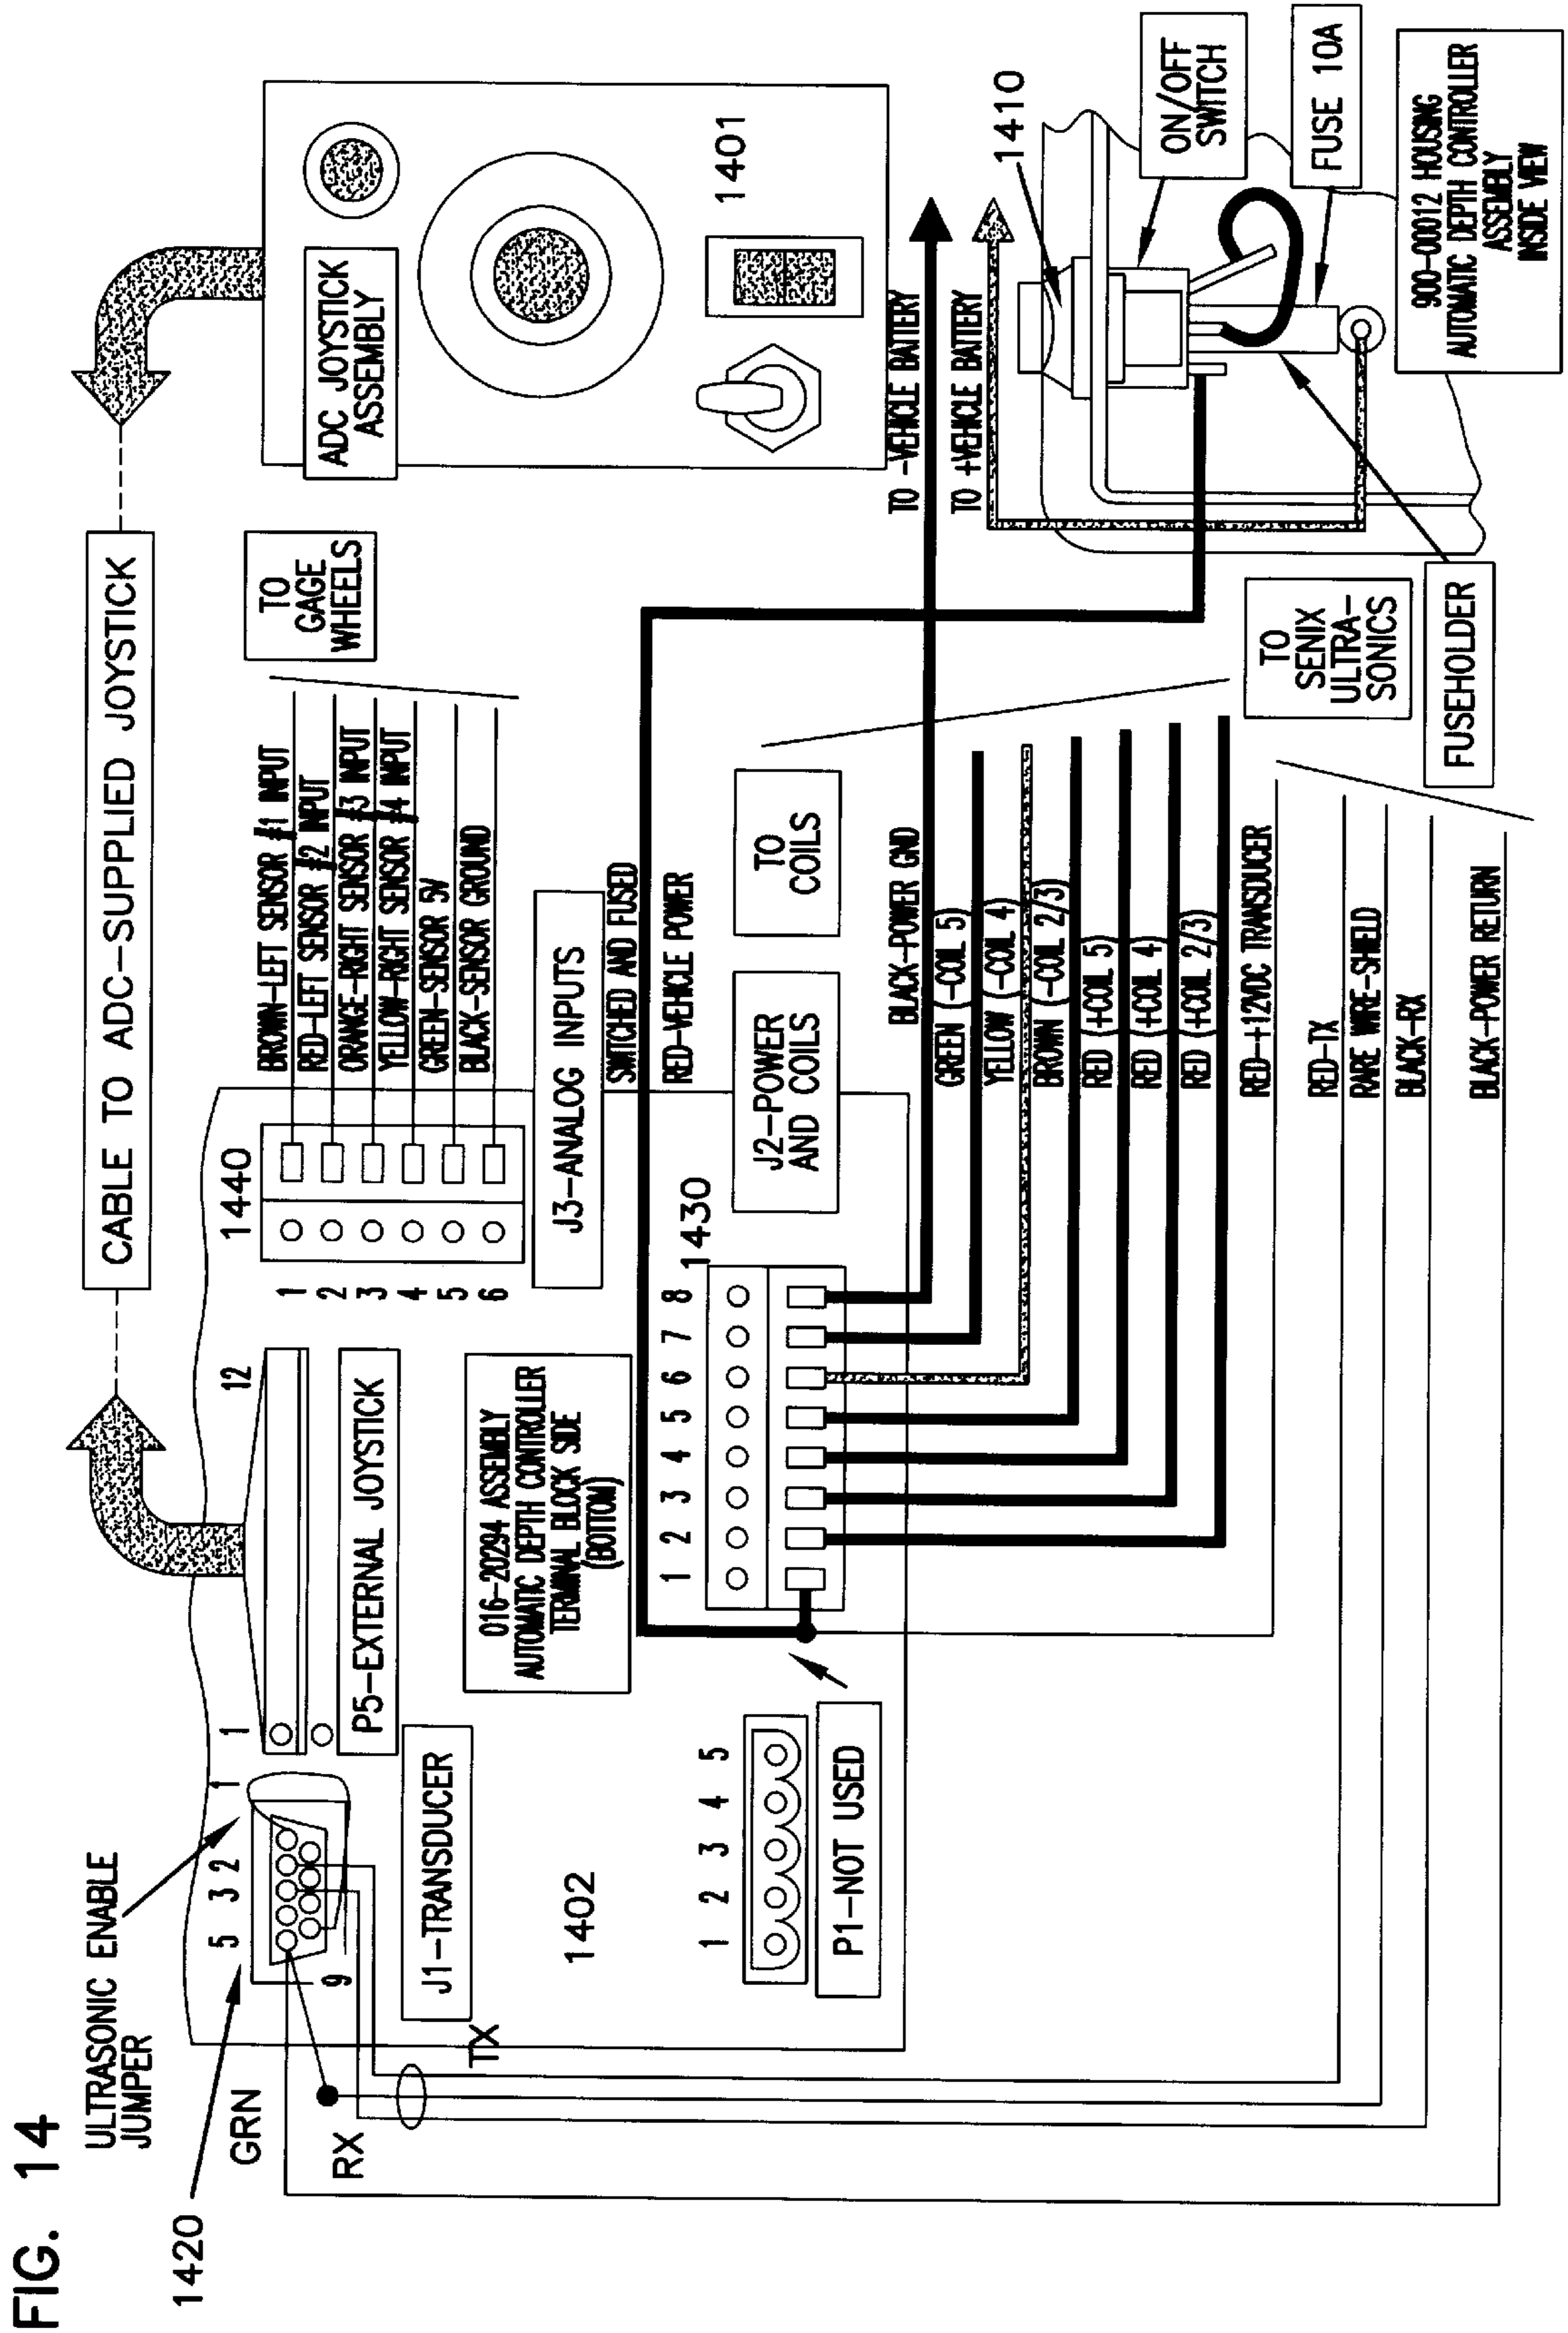 FIG. 14
1420
ULTRASONIC ENABLE
JUMPER
GRN
RX
TX
5 3 2 1
9
J1-TRANSDUCER
1402
1 2 3 4 5
P1-NOT USED
1 12
P5-EXTERNAL JOYSTICK
016-20294 ASSEMBLY
AUTOMATIC DEPTH CONTROLLER
TERMINAL BLOCK SIDE
(BOTTOM)
CABLE TO ADC-SUPPLIED JOYSTICK
1440
1
2
3
4
5
6
J3-ANALOG INPUTS
BROWN-LEFT SENSOR #1 INPUT
RED-LEFT SENSOR #2 INPUT
ORANGE-RIGHT SENSOR #3 INPUT
YELLOW-RIGHT SENSOR #4 INPUT
GREEN-SENSOR 5V
BLACK-SENSOR GROUND
TO
GAGE
WHEELS
ADC JOYSTICK
ASSEMBLY
1401
1 2 3 4 5 6 7 8
1430
J2-POWER
AND COILS
SWITCHED AND FUSED
RED-VEHICLE POWER
TO
COILS
BLACK-POWER GND
GREEN (-COIL 5)
YELLOW (-COIL 4)
BROWN (-COIL 2/3)
RED (+COIL 5)
RED (+COIL 4)
RED (+COIL 2/3)
RED-+12VDC TRANSDUCER
RED-TX
RARE WIRE-SHIELD
BLACK-RX
BLACK-POWER RETURN
TO
SENIX
ULTRA-
SONICS
TO -VEHICLE BATTERY
TO +VEHICLE BATTERY
1410
ON/OFF
SWITCH
FUSE 10A
FUSEHOLDER
900-00012 HOUSING
AUTOMATIC DEPTH CONTROLLER
ASSEMBLY
INSIDE VIEW